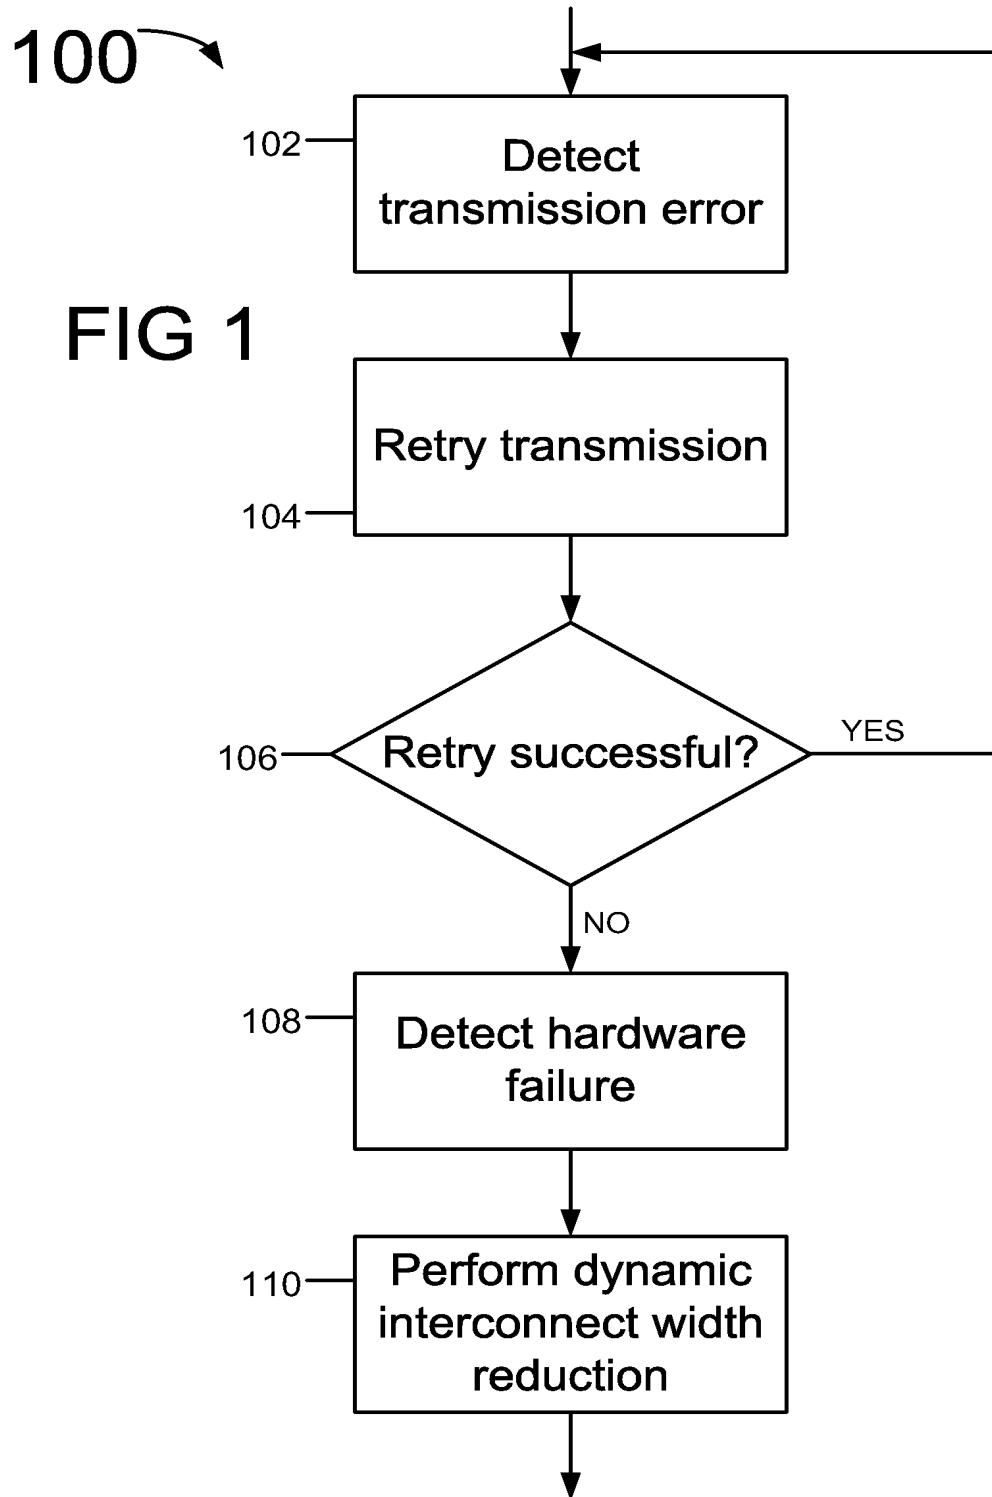 100
102
Detect
transmission error
FIG 1
Retry transmission
104
106
Retry successful?
YES
NO
108
Detect hardware
failure
110
Perform dynamic
interconnect width
reduction